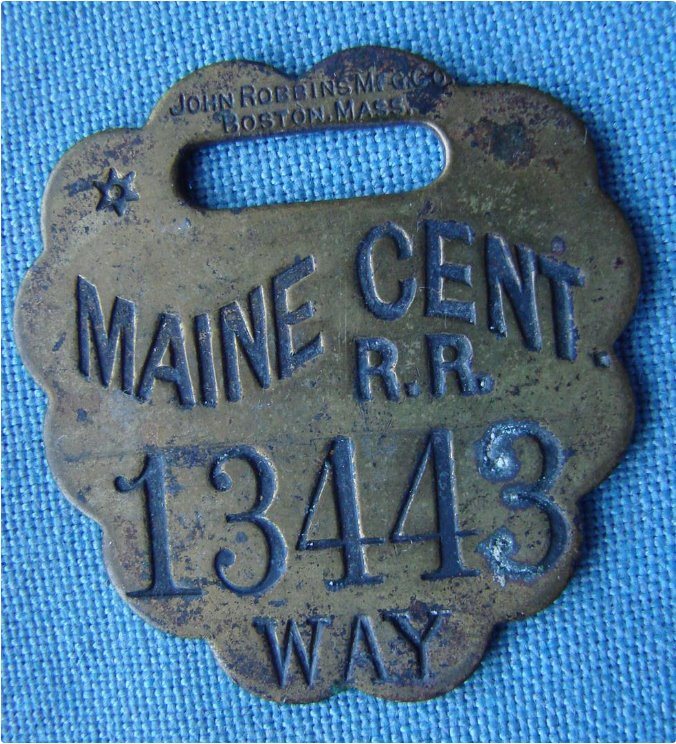 JOHN ROBBINS MFG. CO.
BOSTON, MASS.
MAINE CENT.
R.R.
13443
WAY